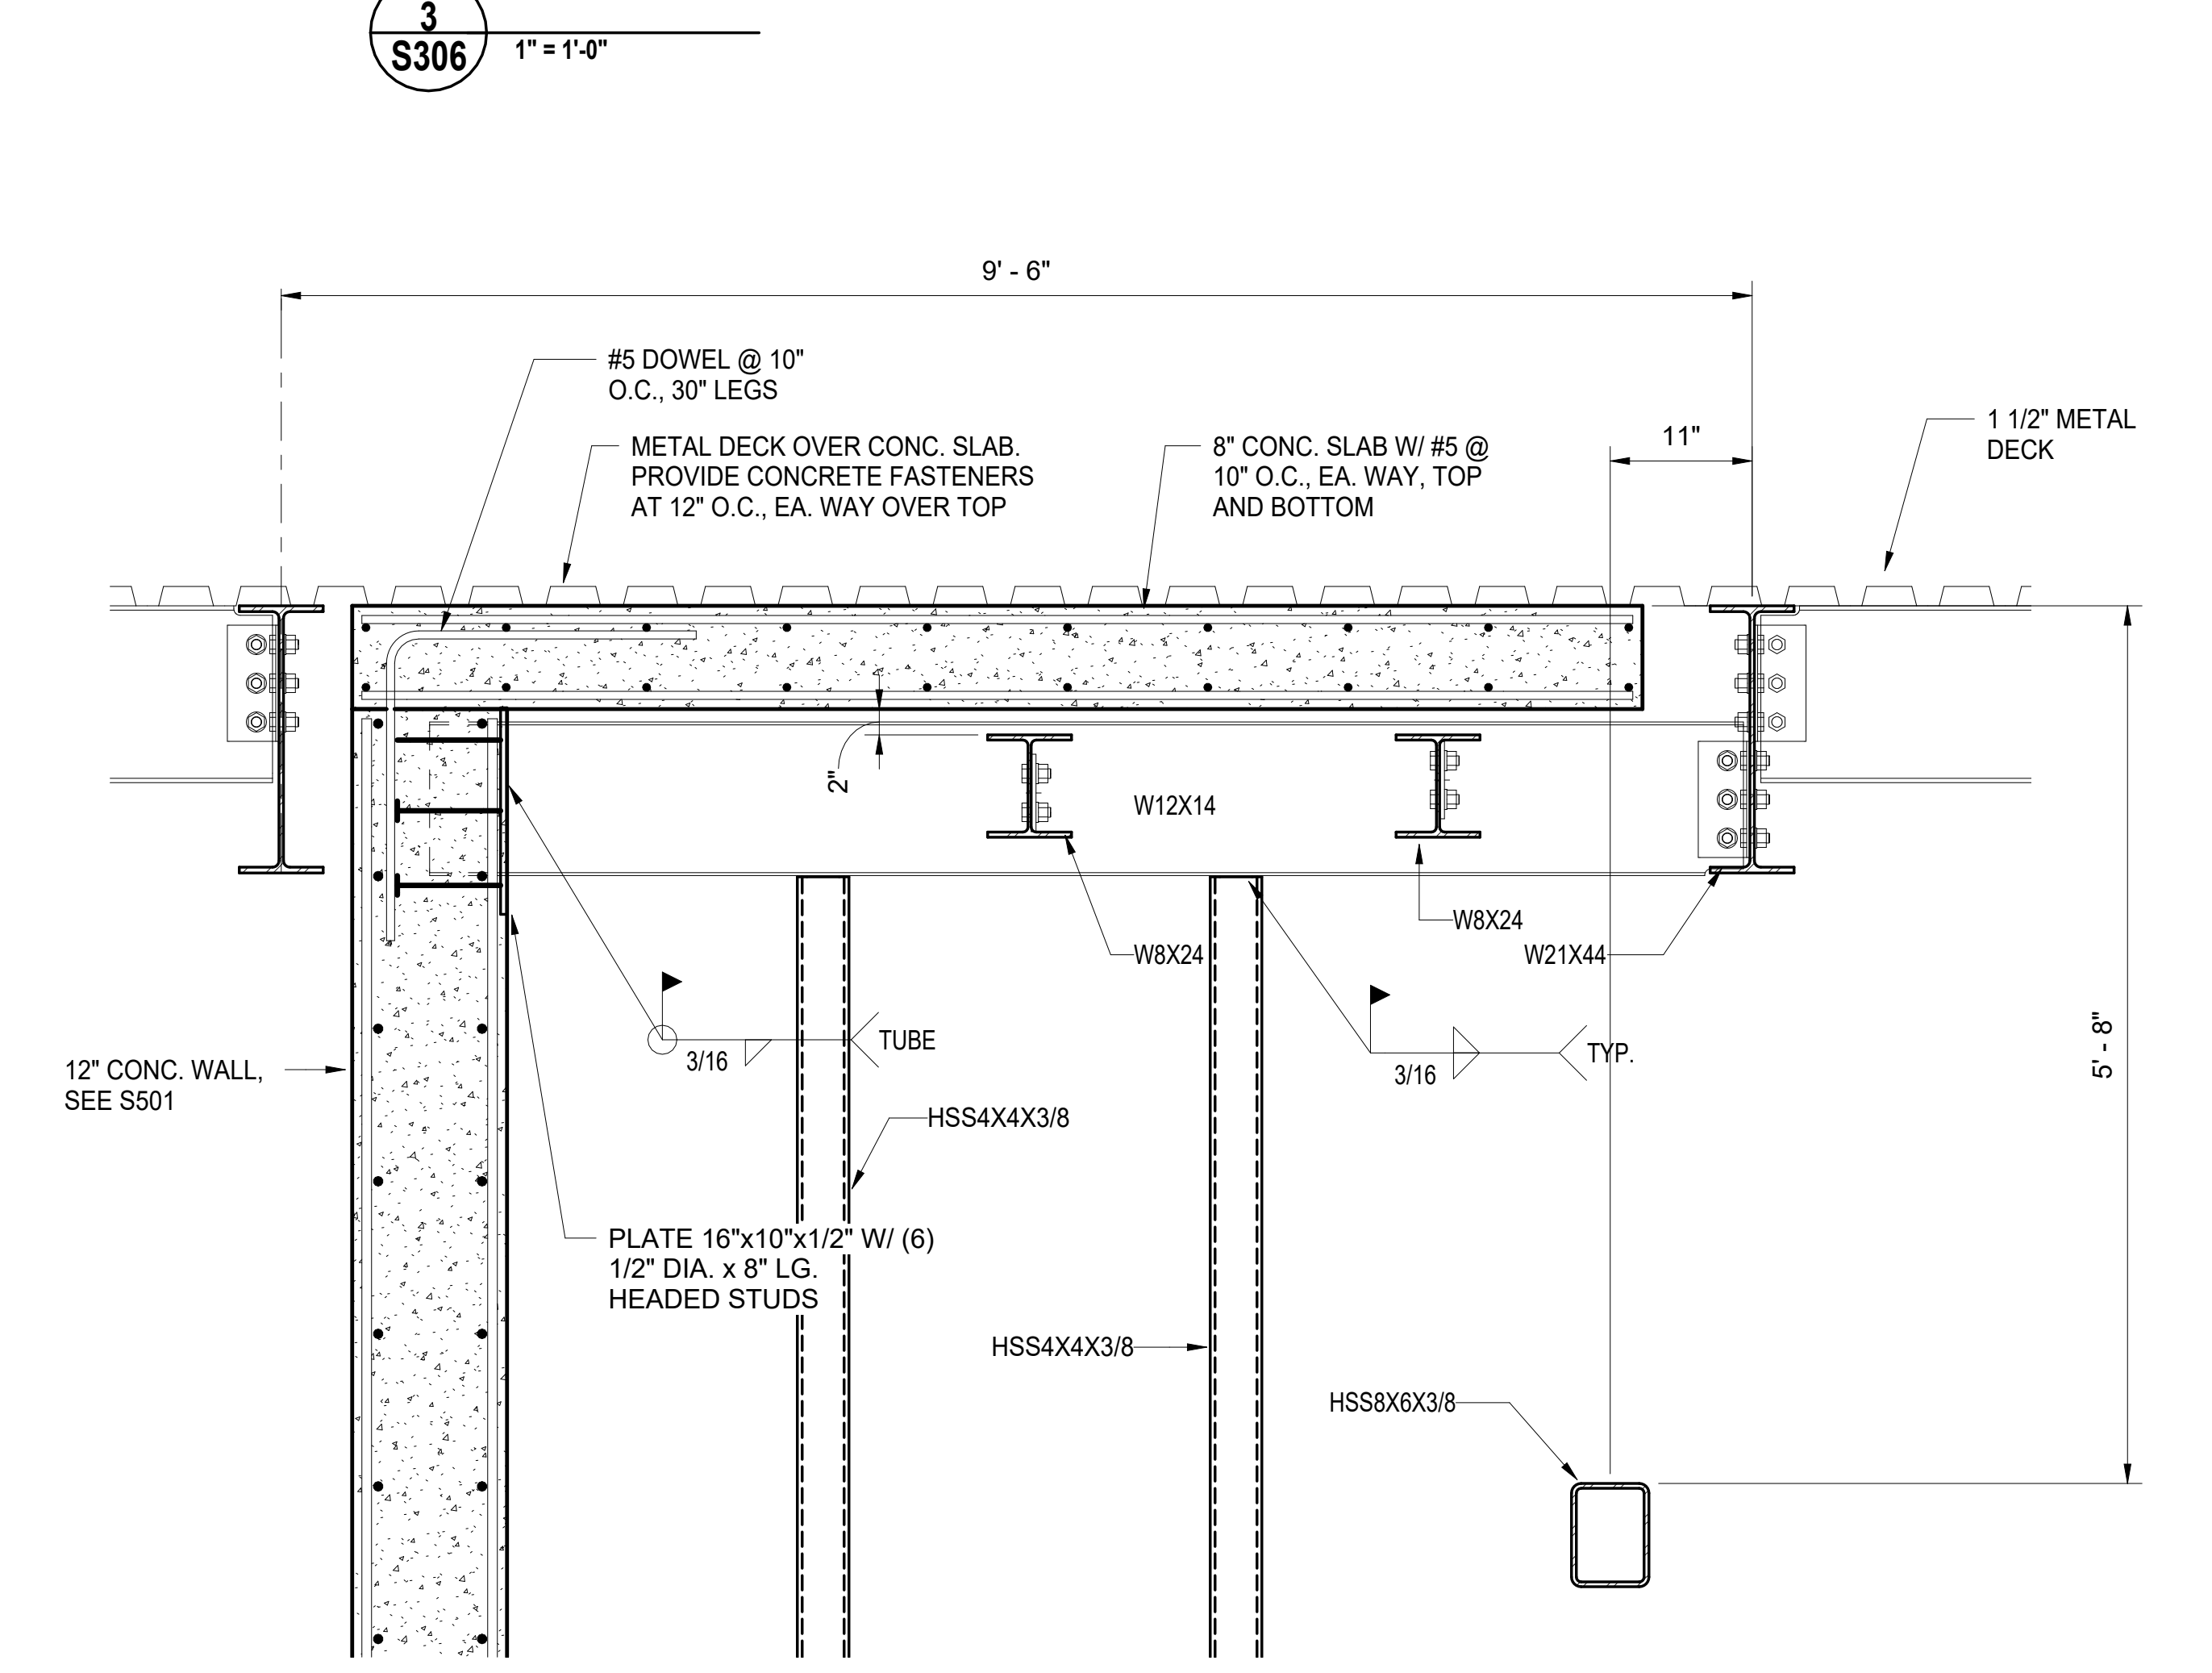 3
S306
1" = 1'-0"
9' - 6"
#5 DOWEL @ 10"
O.C., 30" LEGS
METAL DECK OVER CONC. SLAB.
PROVIDE CONCRETE FASTENERS
AT 12" O.C., EA. WAY OVER TOP
8" CONC. SLAB W/ #5 @
10" O.C., EA. WAY, TOP
AND BOTTOM
11"
1 1/2" METAL
DECK
2"
W12X14
W8X24
W8X24
W21X44
TUBE
3/16
TYP.
3/16
5' - 8"
12" CONC. WALL,
SEE S501
HSS4X4X3/8
PLATE 16"x10"x1/2" W/ (6)
1/2" DIA. x 8" LG.
HEADED STUDS
HSS4X4X3/8
HSS8X6X3/8